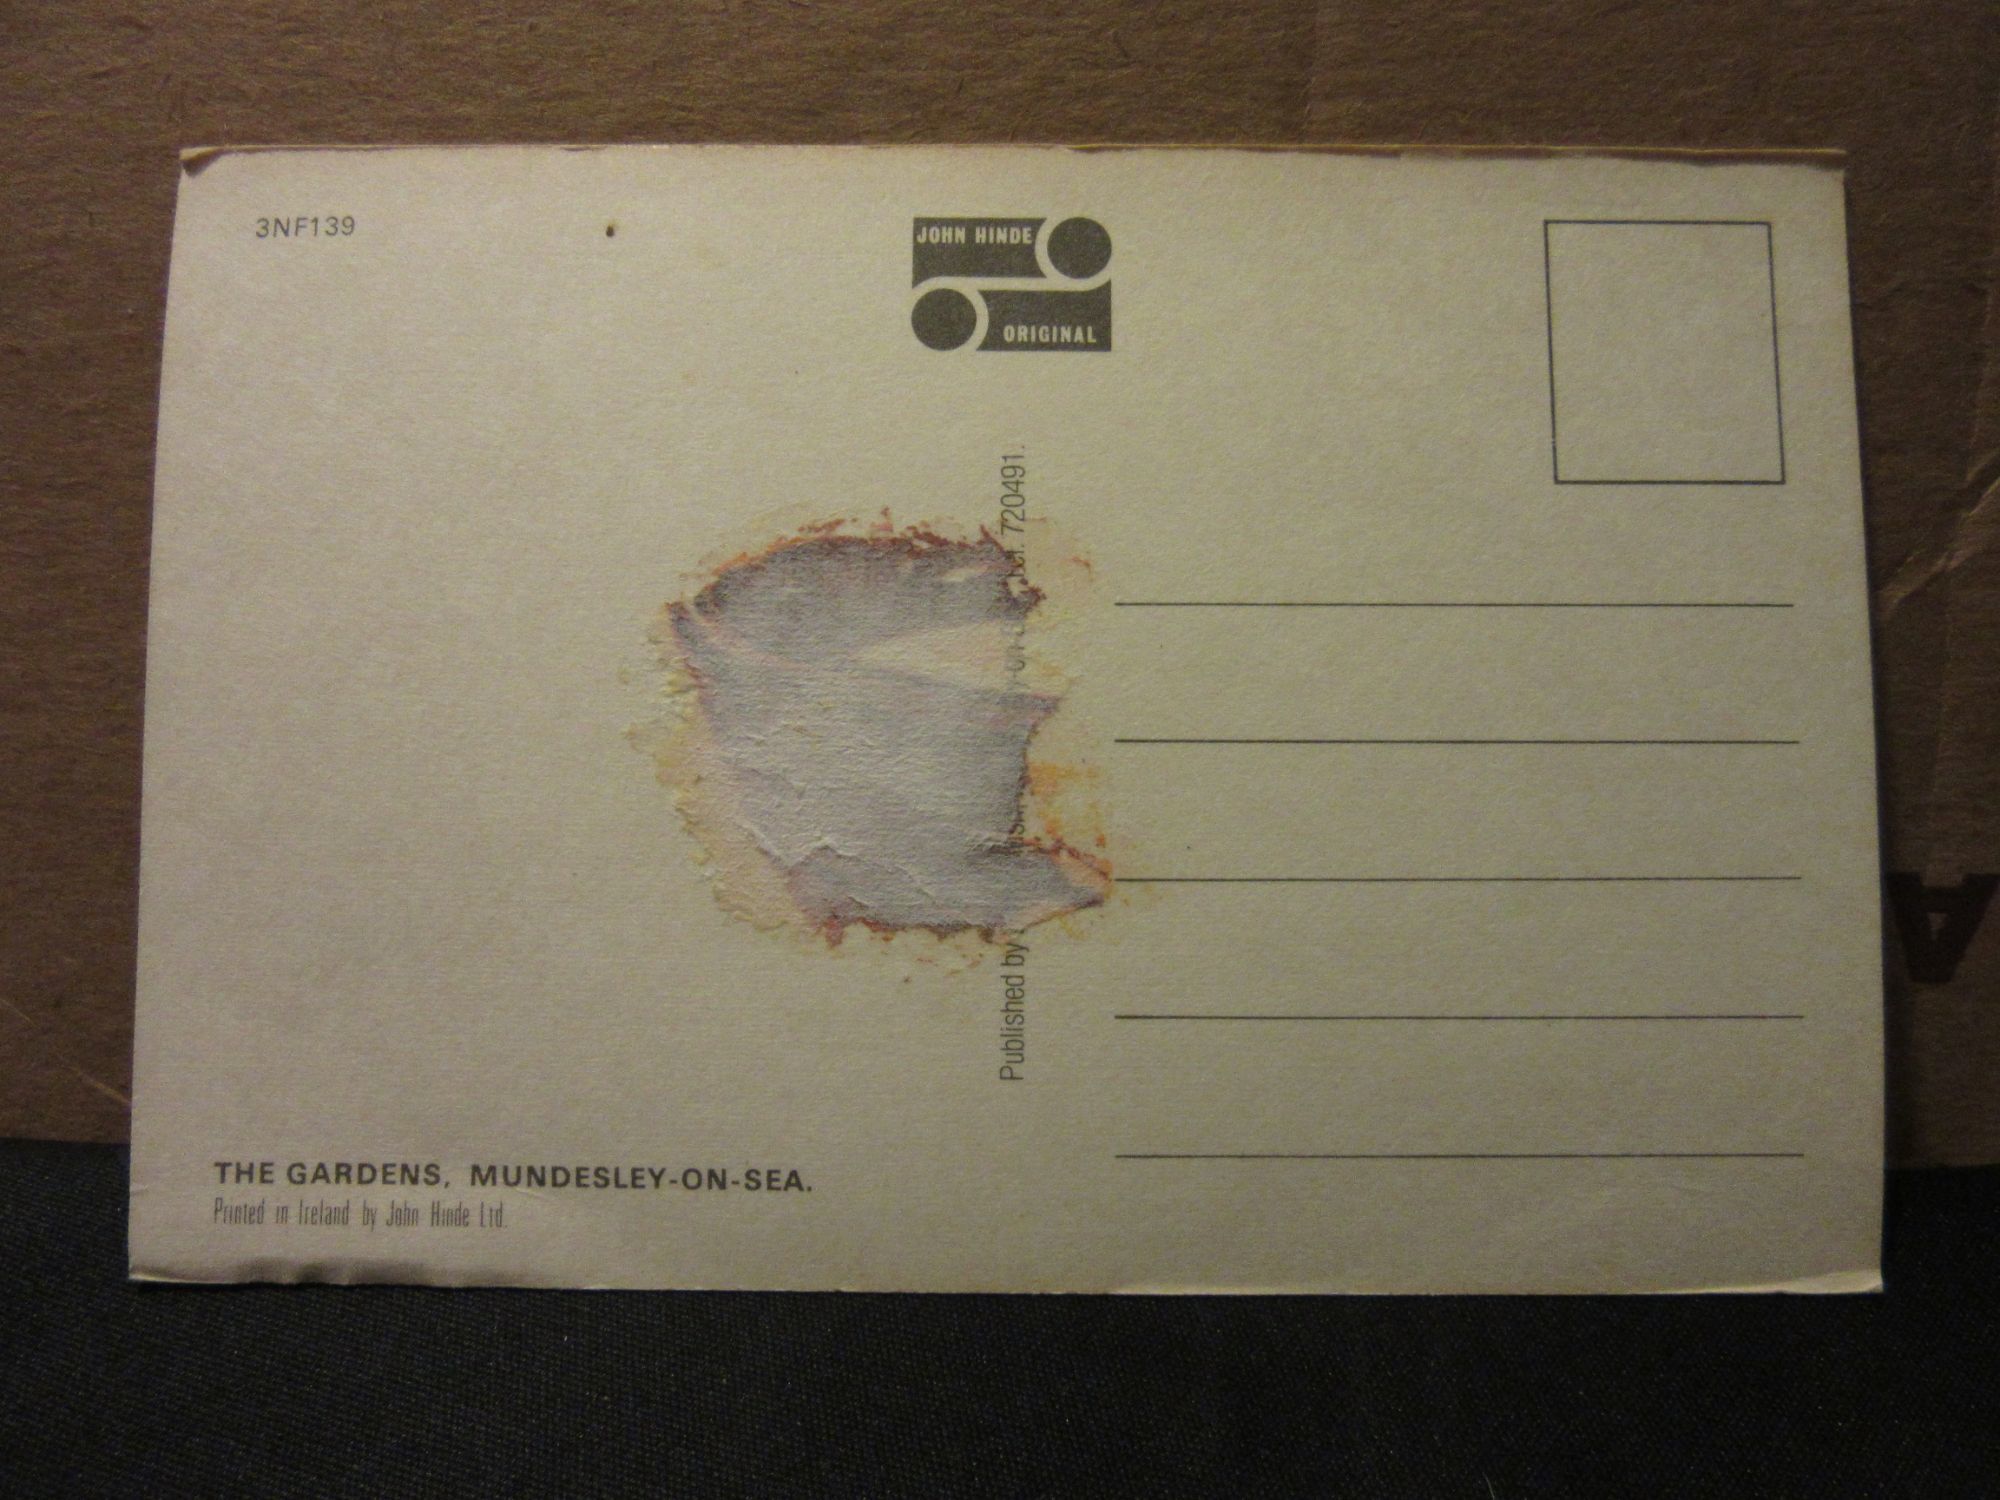 3NF139
JOHN HINDE
ORIGINAL
Published by
720491.
THE GARDENS, MUNDESLEY-ON-SEA.
Printed in Ireland by John Hinde Ltd.
A